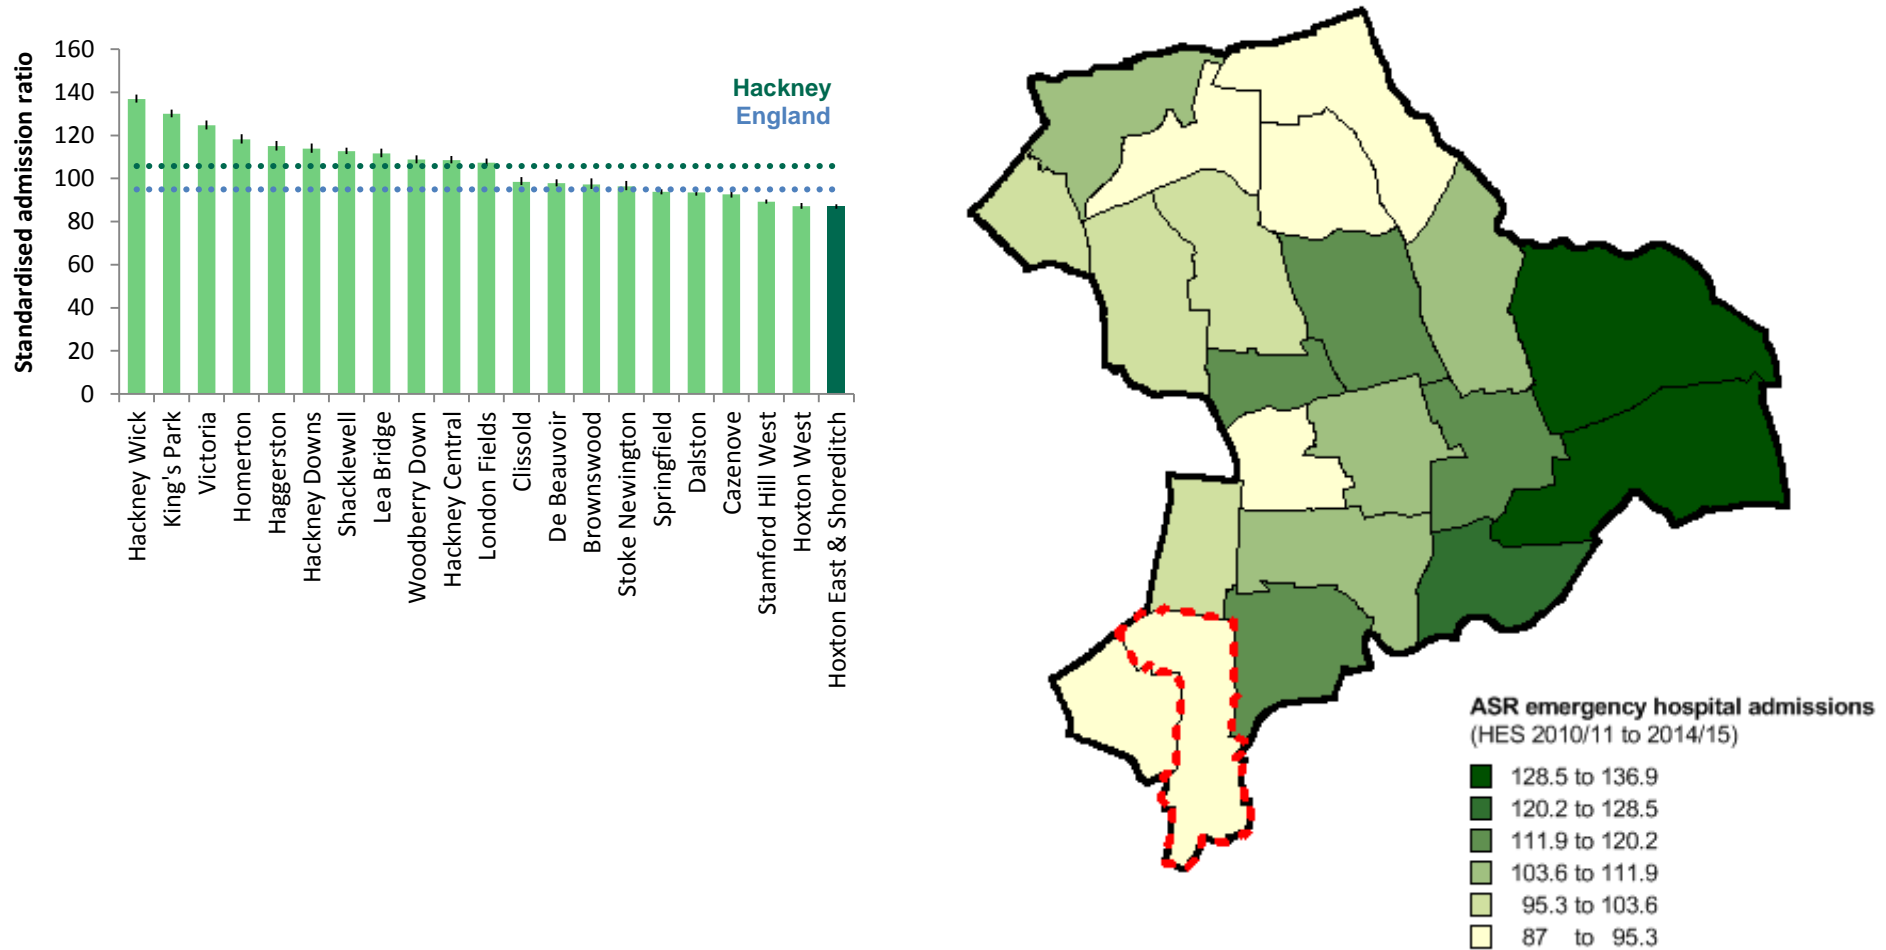 Standardised admission ratio
160
140
120
100
80
60
40
20
0
Hackney
England
Hackney Wick
King's Park
Victoria
Homerton
Haggerston
Hackney Downs
Shacklewell
Lea Bridge
Woodberry Down
Hackney Central
London Fields
Clissold
De Beauvoir
Brownswood
Stoke Newington
Springfield
Dalston
Cazenove
Stamford Hill West
Hoxton West
Hoxton East & Shoreditch
ASR emergency hospital admissions
(HES 2010/11 to 2014/15)
128.5 to 136.9
120.2 to 128.5
111.9 to 120.2
103.6 to 111.9
95.3 to 103.6
87 to 95.3